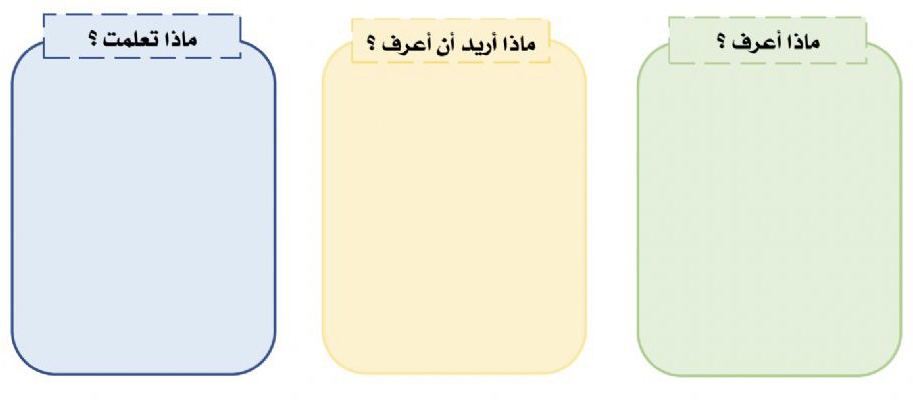 ماذا أعرف ؟
ماذا أريد أن أعرف ؟
ماذا تعلمت ؟